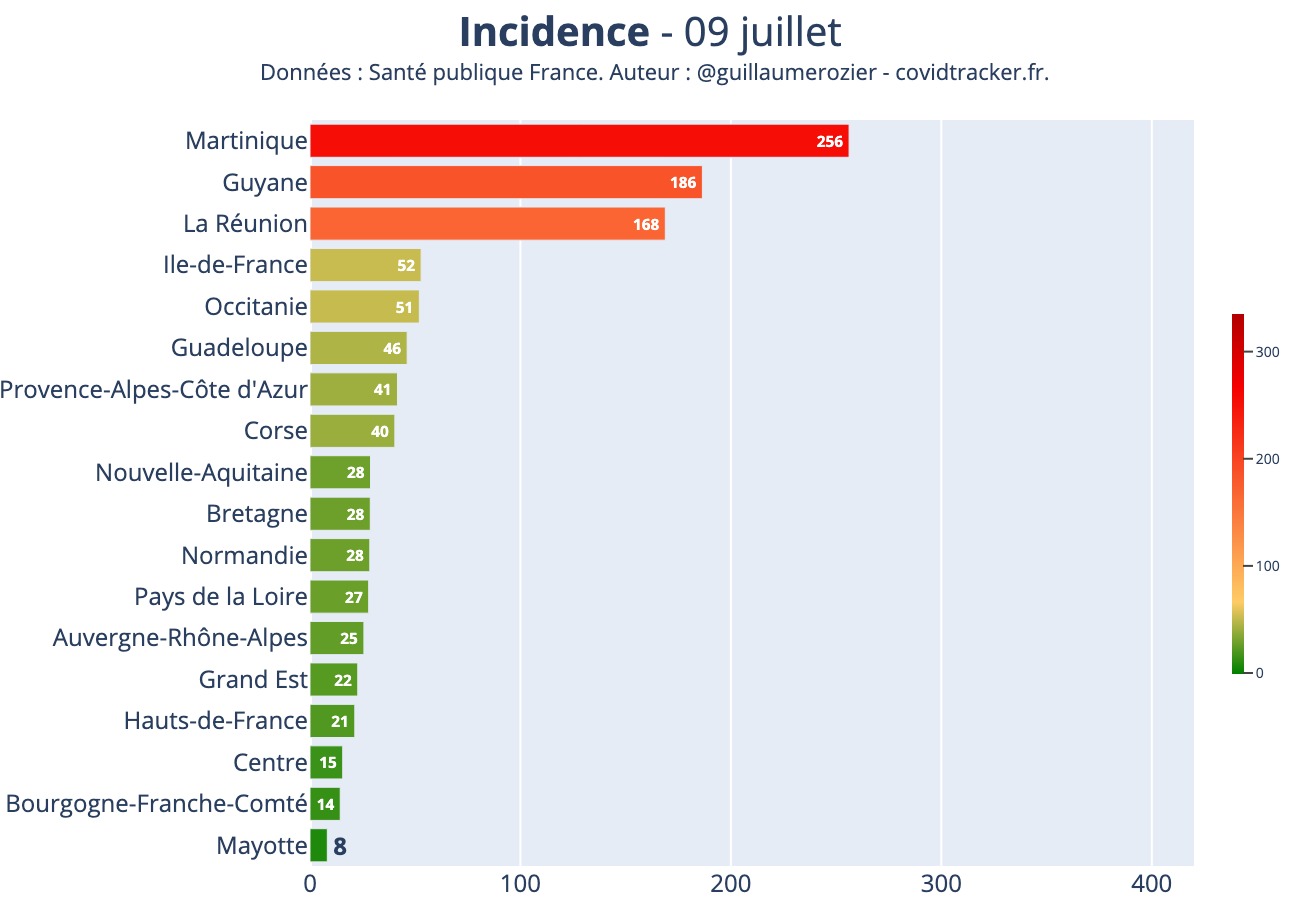 Incidence - 09 juillet
Données : Santé publique France. Auteur : @guillaumerozier - covidtracker.fr.
Martinique 256
Guyane 186
La Réunion 168
Ile-de-France 52
Occitanie 51
Guadeloupe 46
Provence-Alpes-Côte d'Azur 41
Corse 40
Nouvelle-Aquitaine 28
Bretagne 28
Normandie 28
Pays de la Loire 27
Auvergne-Rhône-Alpes 25
Grand Est 22
Hauts-de-France 21
Centre 15
Bourgogne-Franche-Comté 14
Mayotte 8
0 100 200 300 400
300
200
100
0